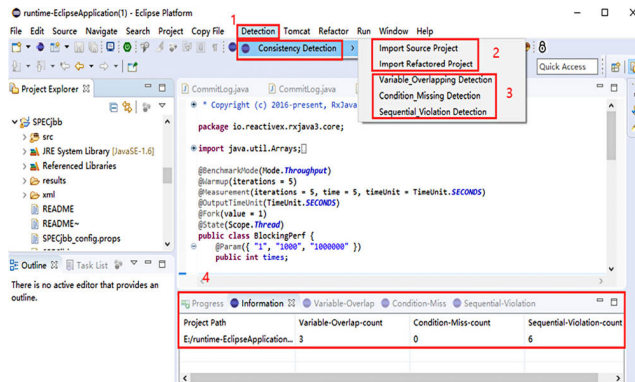 runtime-EclipseApplication(1) - Eclipse Platform
1
File Edit Source Navigate Search Project Copy File Detection Tomcat Refactor Run Window Help
Consistency Detection
Import Source Project
Import Refactored Project
2
Variable_Overlapping Detection
Condition_Missing Detection
Sequential_Violation Detection
3
Quick Access
Project Explorer
CommitLog.java
CommitLog.java
* Copyright (c) 2016-present, RxJava
SPECjbb
src
JRE System Library [JavaSE-1.6]
Referenced Libraries
results
xml
README
README~
SPECjbb_config.props
package io.reactivex.rxjava3.core;
import java.util.Arrays;
@BenchmarkMode(Mode.Throughput)
@Warmup(iterations = 5)
@Measurement(iterations = 5, time = 5, timeUnit = TimeUnit.SECONDS)
@OutputTimeUnit(TimeUnit.SECONDS)
@Fork(value = 1)
@State(Scope.Thread)
public class BlockingPerf {
@Param({ "1", "1000", "1000000" })
public int times;
Outline Task List
There is no active editor that provides an
outline.
4
Progress Information Variable-Overlap Condition-Miss Sequential-Violation
Project Path Variable-Overlap-count Condition-Miss-count Sequential-Violation-count
E:/runtime-EclipseApplication... 3 0 6